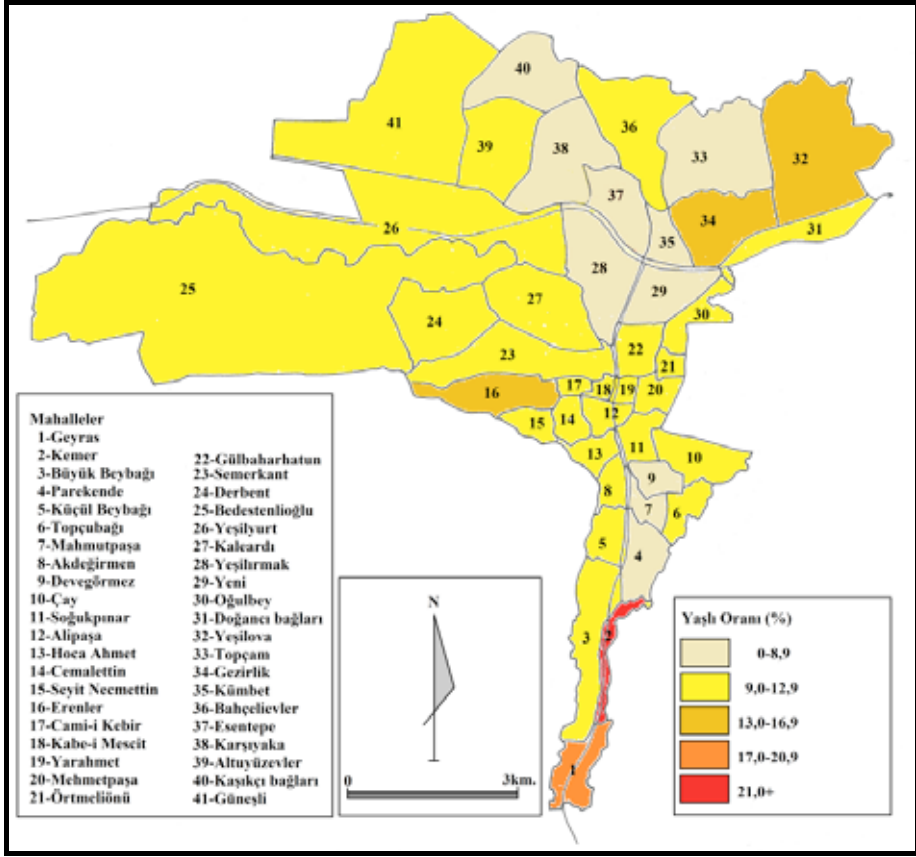 40
41
36
39
38
33
32
37
34
31
35
26
28
29
25
27
30
24
22
23
21
17
18
19
20
16
12
15
14
11
13
10
9
8
7
6
5
4
3
2
1
Mahalleler
1-Geyras
2-Kemer
3-Büyük Beybağı
4-Parekende
5-Küçül Beybağı
6-Topçubağı
7-Mahmutpaşa
8-Akdeğirmen
9-Devegörmez
10-Çay
11-Soğukpınar
12-Alipaşa
13-Hoca Ahmet
14-Cemalettin
15-Seyit Necmettin
16-Erenler
17-Cami-i Kebir
18-Kabe-i Mescit
19-Yarahmet
20-Mehmetpaşa
21-Örtmeliönü
22-Gülbaharhatun
23-Semerkant
24-Derbent
25-Bedestenlioğlu
26-Yeşilyurt
27-Kaleardı
28-Yeşilırmak
29-Yeni
30-Oğulbey
31-Doğancı bağları
32-Yeşilova
33-Topçam
34-Gezirlik
35-Kümbet
36-Bahçelievler
37-Esentepe
38-Karşıyaka
39-Altuyüzevler
40-Kaşıkçı bağları
41-Güneşli
N
0 3km.
Yaşlı Oranı (%)
0-8,9
9,0-12,9
13,0-16,9
17,0-20,9
21,0+